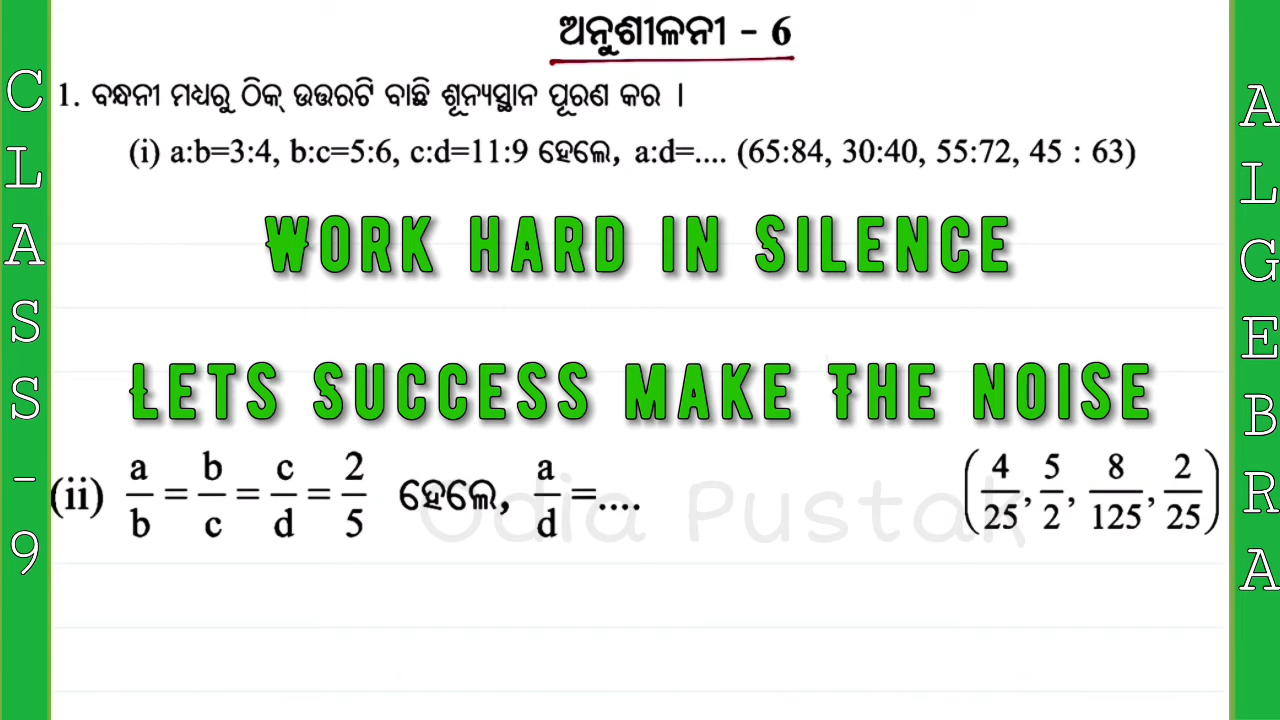 ଅନୁଶୀଳନୀ - 6
1. ବନ୍ଧନୀ ମଧ୍ୟରୁ ଠିକ୍ ଉତ୍ତରଟି ବାଛି ଶୂନ୍ୟସ୍ଥାନ ପୂରଣ କର ।
(i) a:b=3:4, b:c=5:6, c:d=11:9 ହେଲେ, a:d=.... (65:84, 30:40, 55:72, 45 : 63)
WORK HARD IN SILENCE
LETS SUCCESS MAKE THE NOISE
(ii) a/b = b/c = c/d = 2/5 ହେଲେ, a/d =.... (4/25, 5/2, 8/125, 2/25)
Odia Pustak
CLASS-9
ALGEBRA